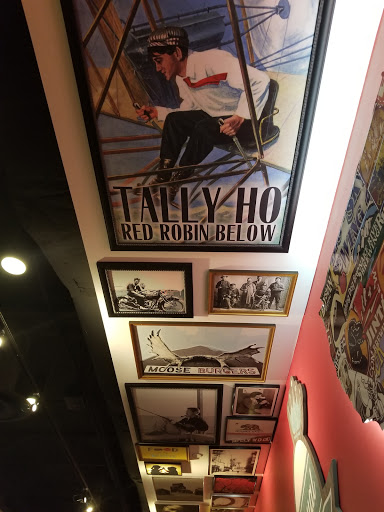 TALLY HO
RED ROBIN BELOW
MOOSE BURGERS